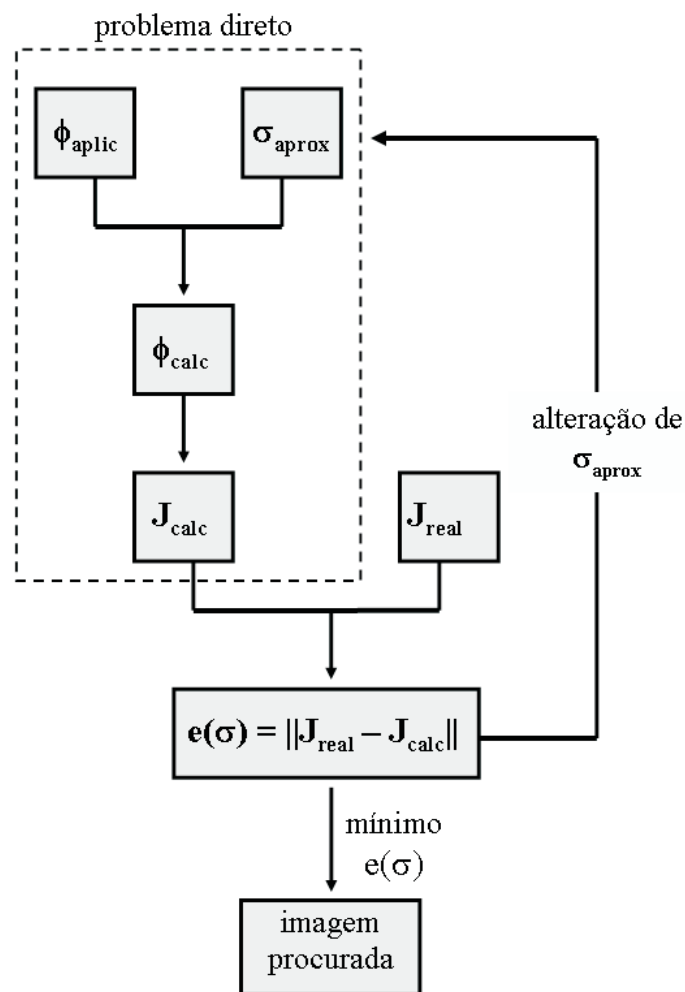 problema direto
ϕaplic
σaprox
ϕcalc
Jcalc
Jreal
alteração de
σaprox
e(σ) = ||Jreal – Jcalc||
mínimo
e(σ)
imagem
procurada